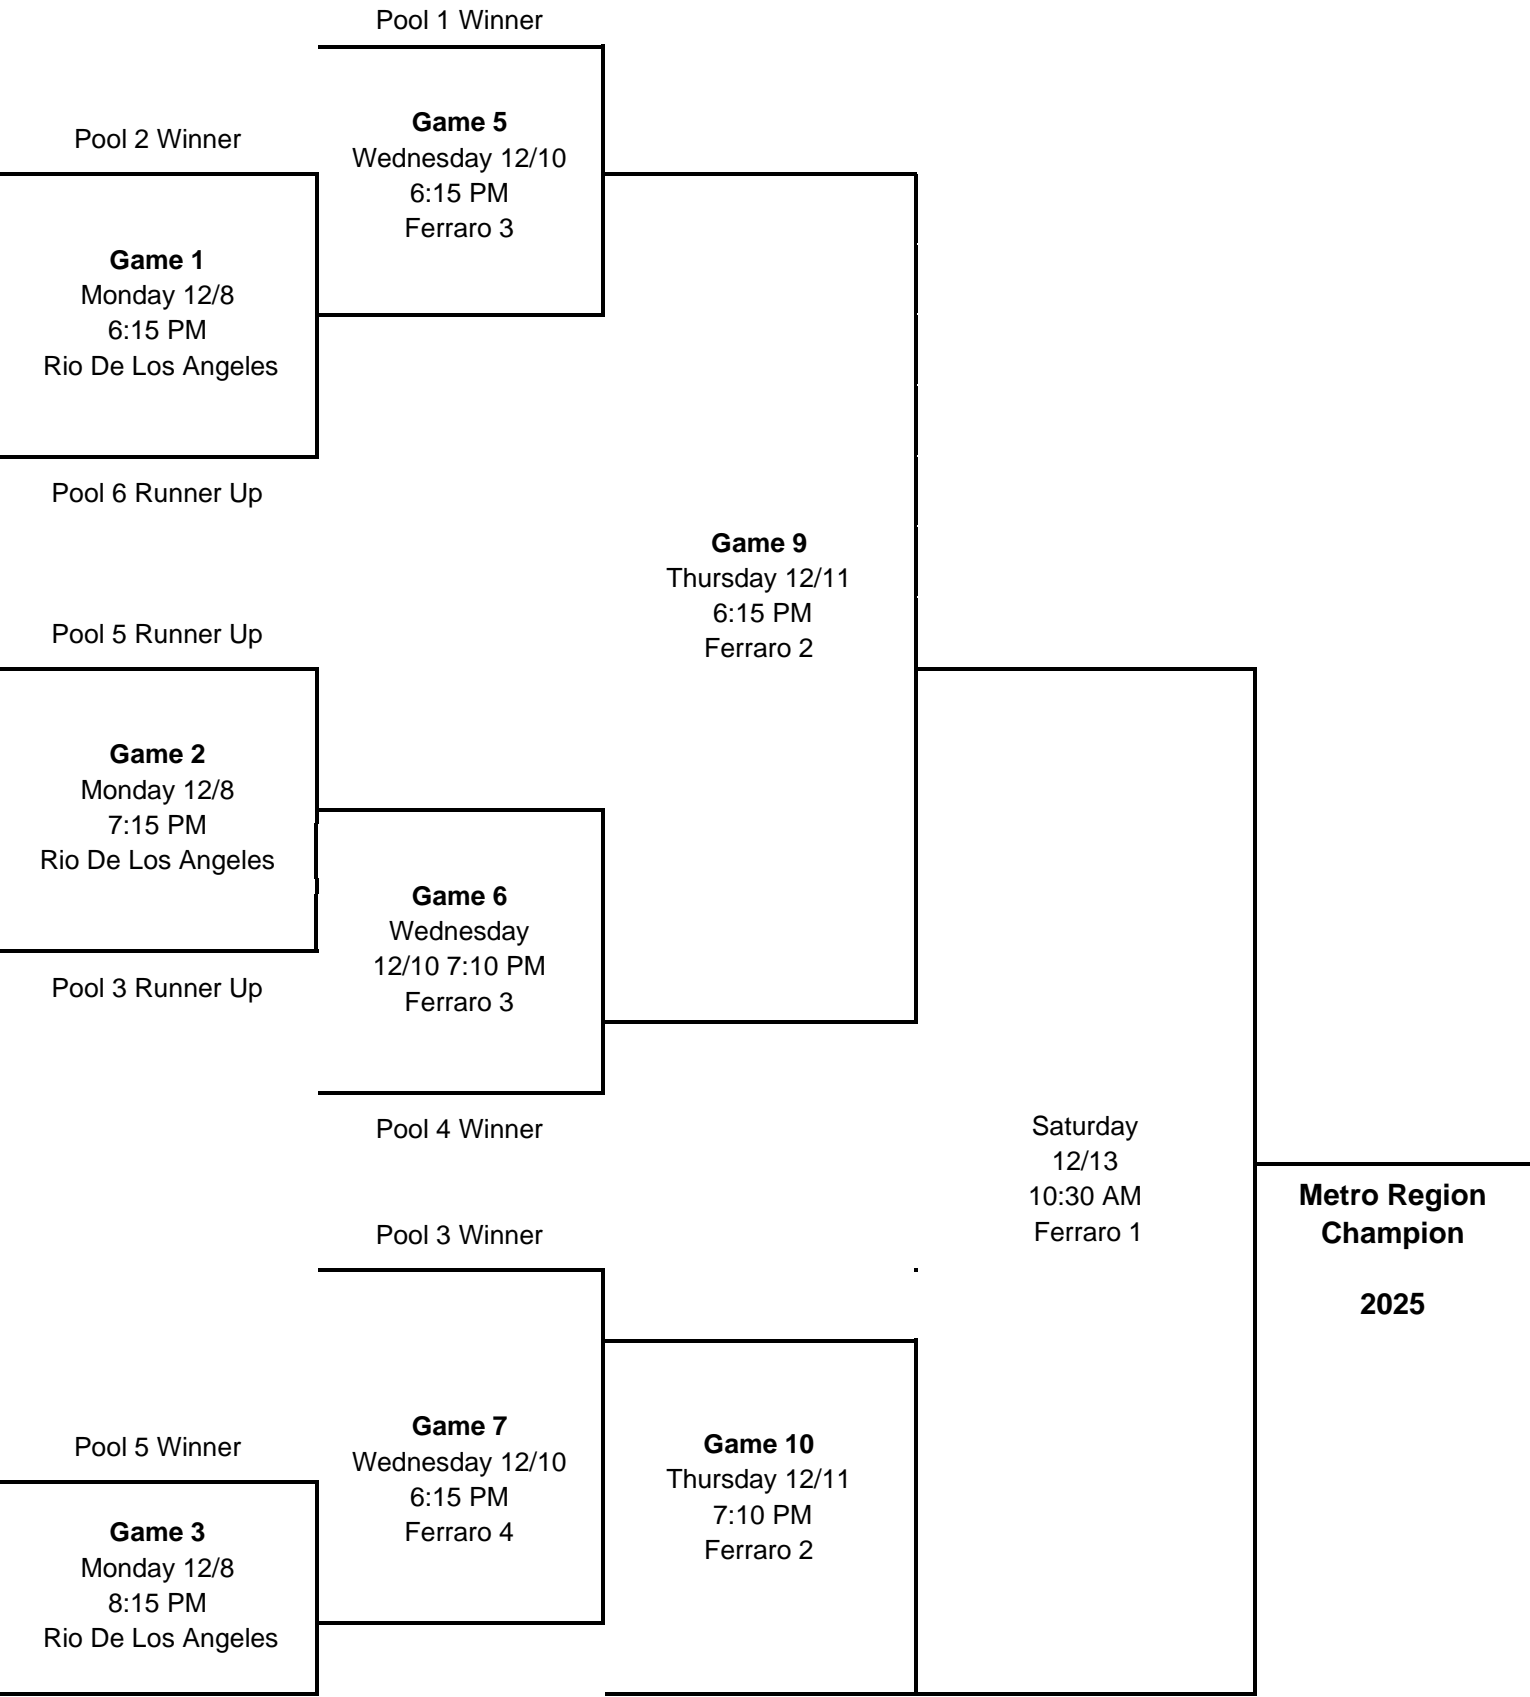 Pool 1 Winner
Game 5
Wednesday 12/10
6:15 PM
Ferraro 3
Pool 2 Winner
Game 1
Monday 12/8
6:15 PM
Rio De Los Angeles
Pool 6 Runner Up
Game 9
Thursday 12/11
6:15 PM
Ferraro 2
Pool 5 Runner Up
Game 2
Monday 12/8
7:15 PM
Rio De Los Angeles
Pool 3 Runner Up
Game 6
Wednesday
12/10 7:10 PM
Ferraro 3
Pool 4 Winner
Saturday
12/13
10:30 AM
Ferraro 1
Metro Region
Champion
2025
Pool 3 Winner
Game 7
Wednesday 12/10
6:15 PM
Ferraro 4
Pool 5 Winner
Game 3
Monday 12/8
8:15 PM
Rio De Los Angeles
Game 10
Thursday 12/11
7:10 PM
Ferraro 2